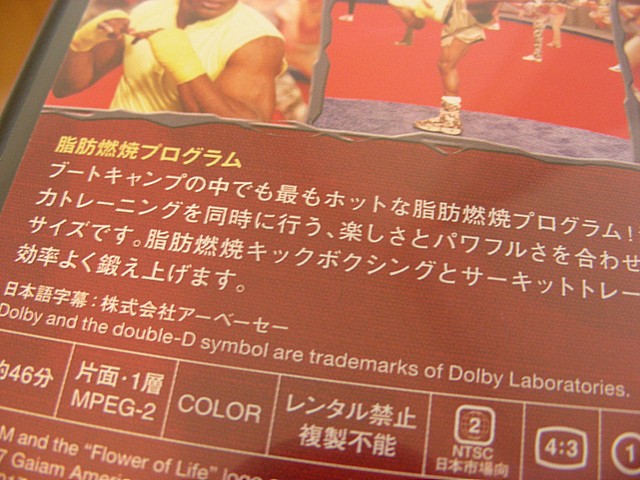 脂肪燃焼プログラム
ブートキャンプの中でも最もホットな脂肪燃焼プログラム!
力トレーニングを同時に行う、楽しさとパワフルさを合わせ
サイズです。脂肪燃焼キックボクシングとサーキットトレー
効率よく鍛え上げます。
日本語字幕:株式会社アーベーセー
Dolby and the double-D symbol are trademarks of Dolby Laboratories.
約46分
片面・1層
MPEG-2
COLOR
レンタル禁止
複製不能
2
NTSC
日本市場向
4:3
1
M and the "Flower of Life" logo
7 Gaiam Americ